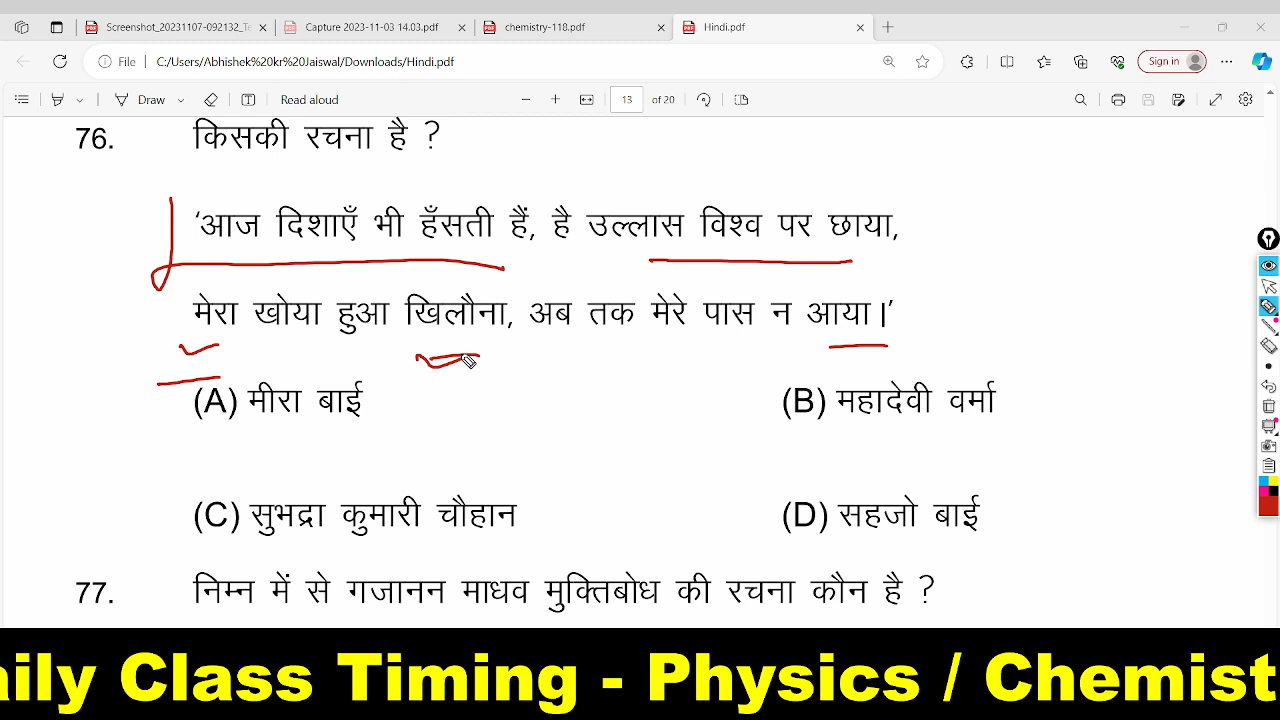 Screenshot_20231107-092132_Te
Capture 2023-11-03 14.03.pdf
chemistry-118.pdf
Hindi.pdf
File
C:/Users/Abhishek%20kr%20Jaiswal/Downloads/Hindi.pdf
Sign in
Draw
Read aloud
13 of 20
76. किसकी रचना है ?
‘आज दिशाएँ भी हँसती हैं, है उल्लास विश्व पर छाया,
मेरा खोया हुआ खिलौना, अब तक मेरे पास न आया।’
(A) मीरा बाई (B) महादेवी वर्मा
(C) सुभद्रा कुमारी चौहान (D) सहजो बाई
77. निम्न में से गजानन माधव मुक्तिबोध की रचना कौन है ?
aily Class Timing - Physics / Chemist